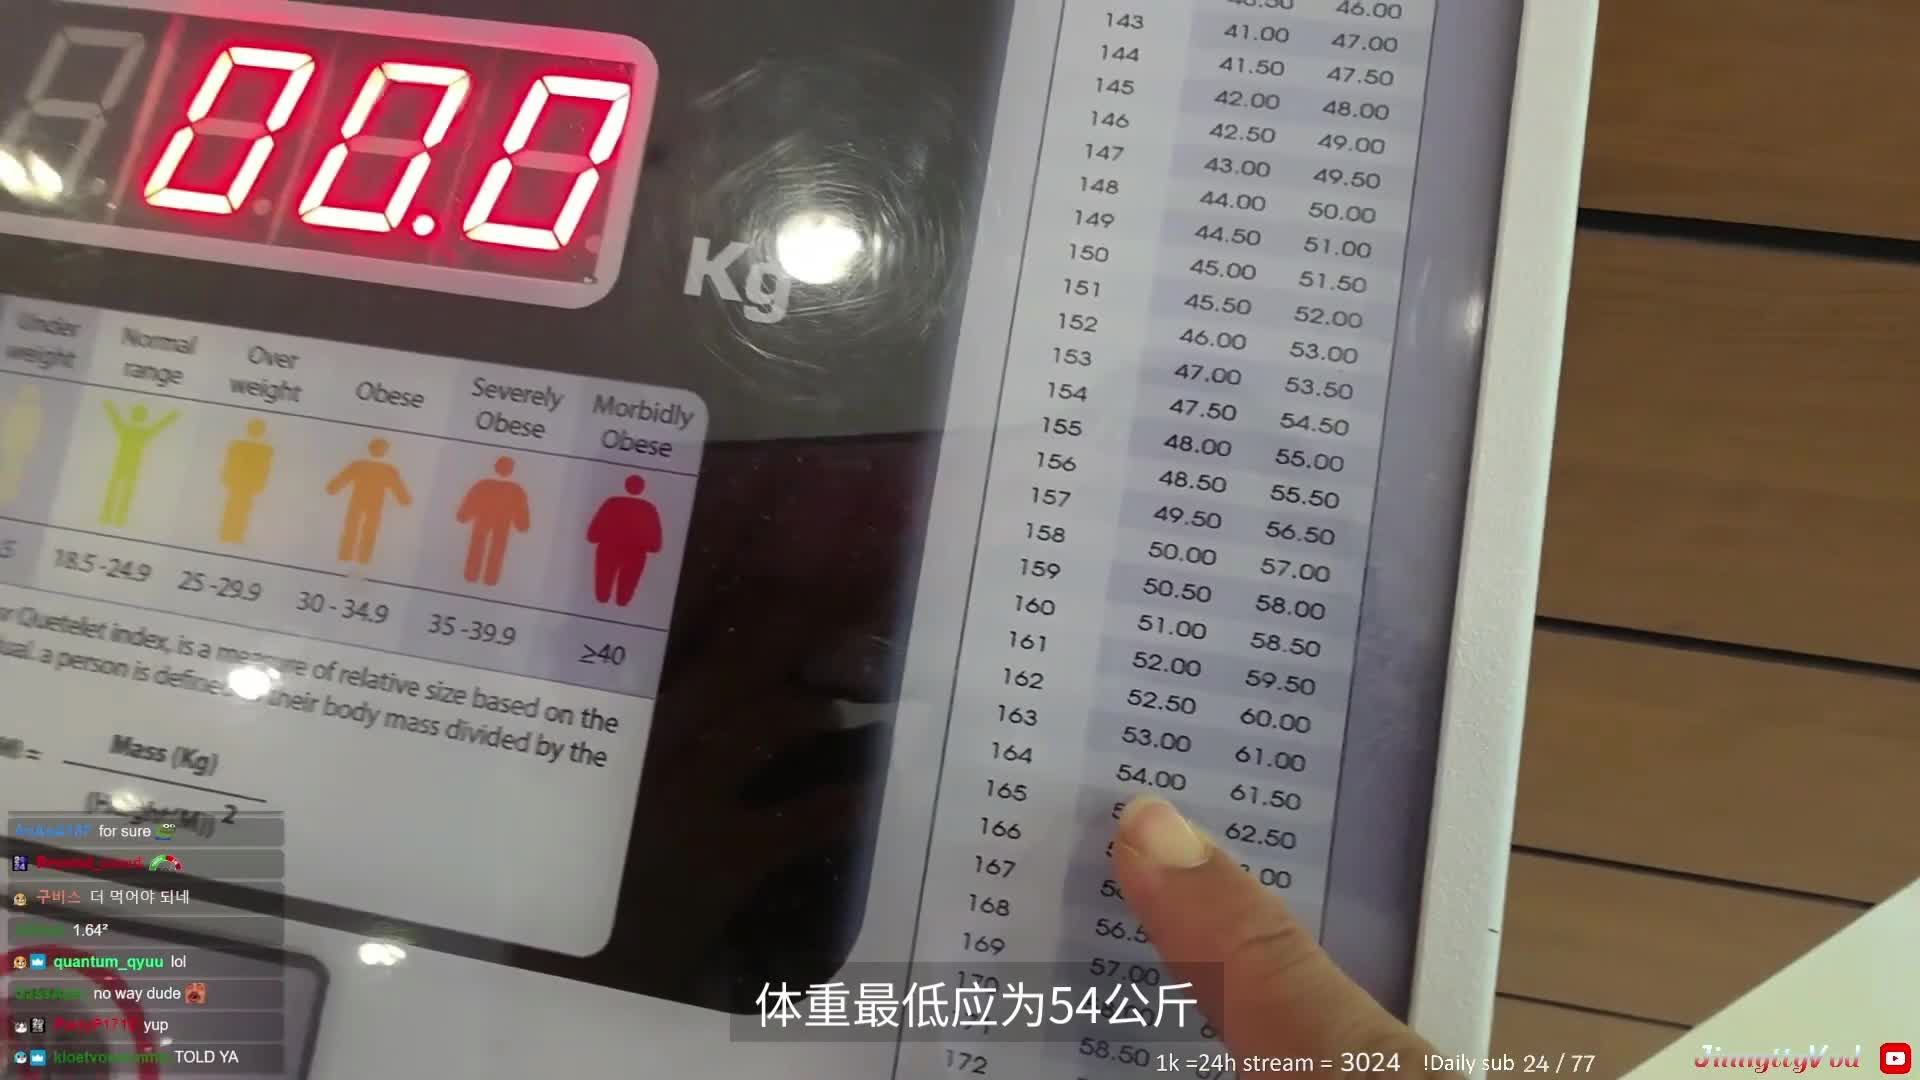 00.0
Kg
Under weight
Normal range
Over weight
Obese
Severely Obese
Morbidly Obese
18.5 -24.9
25 -29.9
30 - 34.9
35 -39.9
≥40
Quetelet index, is a measure of relative size based on the
a person is defined their body mass divided by the
Mass (Kg)
2
46.00
143 41.00 47.00
144 41.50 47.50
145 42.00 48.00
146 42.50 49.00
147 43.00 49.50
148 44.00 50.00
149 44.50 51.00
150 45.00 51.50
151 45.50 52.00
152 46.00 53.00
153 47.00 53.50
154 47.50 54.50
155 48.00 55.00
156 48.50 55.50
157 49.50 56.50
158 50.00 57.00
159 50.50 58.00
160 51.00 58.50
161 52.00 59.50
162 52.50 60.00
163 53.00 61.00
164 54.00 61.50
165 62.50
166
167
168
169 57.00
170
172 58.50
for sure
구비스 더 먹어야 되네
1.64²
quantum_qyuu lol
no way dude
yup
TOLD YA
体重最低应为54公斤
1k =24h stream = 3024 !Daily sub 24 / 77
JinnyttyVod